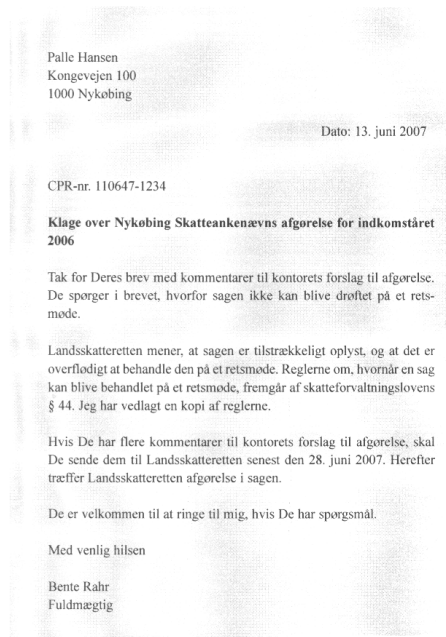 Palle Hansen
Kongevejen 100
1000 Nykøbing
Dato: 13. juni 2007
CPR-nr. 110647-1234
Klage over Nykøbing Skatteankenævns afgørelse for indkomståret
2006
Tak for Deres brev med kommentarer til kontorets forslag til afgørelse.
De spørger i brevet, hvorfor sagen ikke kan blive drøftet på et rets-
møde.
Landsskatteretten mener, at sagen er tilstrækkeligt oplyst, og at det er
overflødigt at behandle den på et retsmøde. Reglerne om, hvornår en sag
kan blive behandlet på et retsmøde, fremgår af skatteforvaltningslovens
§ 44. Jeg har vedlagt en kopi af reglerne.
Hvis De har flere kommentarer til kontorets forslag til afgørelse, skal
De sende dem til Landsskatteretten senest den 28. juni 2007. Herefter
træffer Landsskatteretten afgørelse i sagen.
De er velkommen til at ringe til mig, hvis De har spørgsmål.
Med venlig hilsen
Bente Rahr
Fuldmægtig